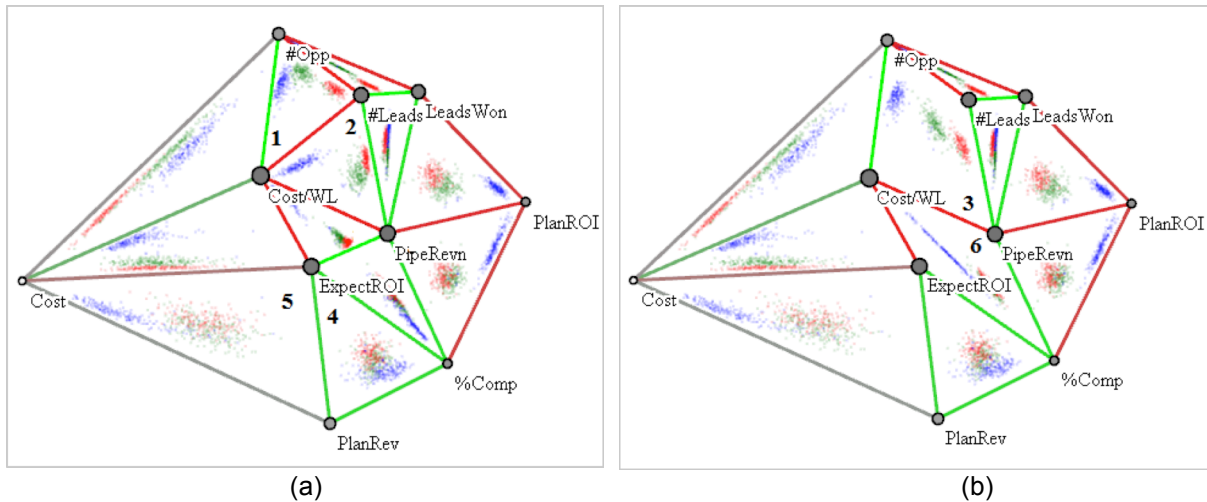 #Opp
#Leads
LeadsWon
1
2
Cost/WL
PlanROI
PipeRevn
Cost
ExpectROI
5
4
%Comp
PlanRev
(a)
#Opp
#Leads
LeadsWon
Cost/WL
3
PlanROI
6
PipeRevn
Cost
ExpectROI
%Comp
PlanRev
(b)